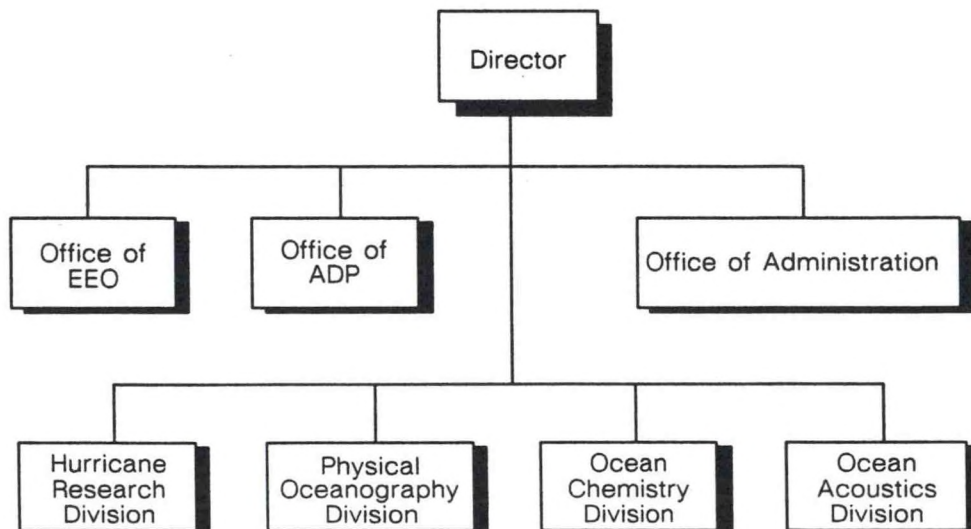 Director
Office of
EEO
Office of
ADP
Office of Administration
Hurricane
Research
Division
Physical
Oceanography
Division
Ocean
Chemistry
Division
Ocean
Acoustics
Division